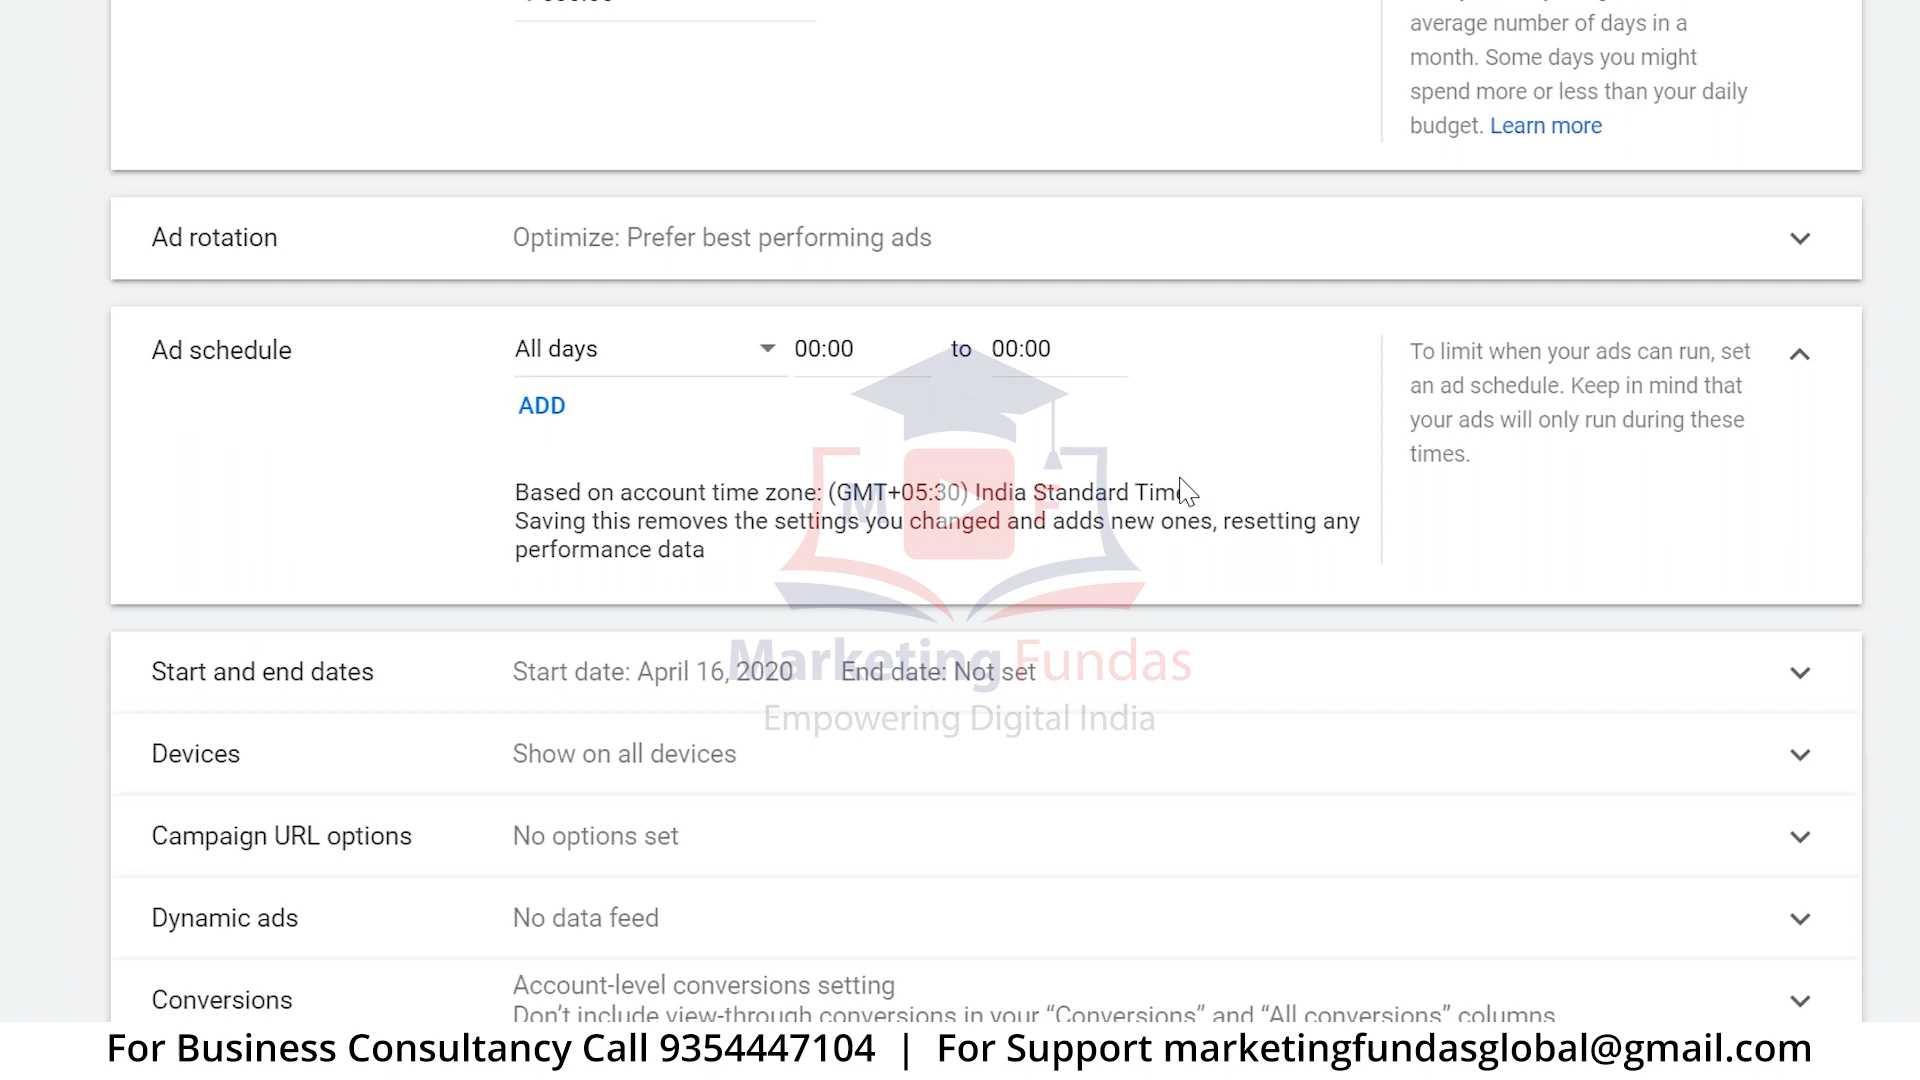 average number of days in a
month. Some days you might
spend more or less than your daily
budget. Learn more
Ad rotation
Optimize: Prefer best performing ads
Ad schedule
All days
00:00 to 00:00
ADD
To limit when your ads can run, set
an ad schedule. Keep in mind that
your ads will only run during these
times.
Based on account time zone: (GMT+05:30) India Standard Time
Saving this removes the settings you changed and adds new ones, resetting any
performance data
M F
Marketing Fundas
Empowering Digital India
Start and end dates
Start date: April 16, 2020 End date: Not set
Devices
Show on all devices
Campaign URL options
No options set
Dynamic ads
No data feed
Conversions
Account-level conversions setting
Don’t include view-through conversions in your “Conversions” and “All conversions” columns
For Business Consultancy Call 9354447104 | For Support marketingfundasglobal@gmail.com